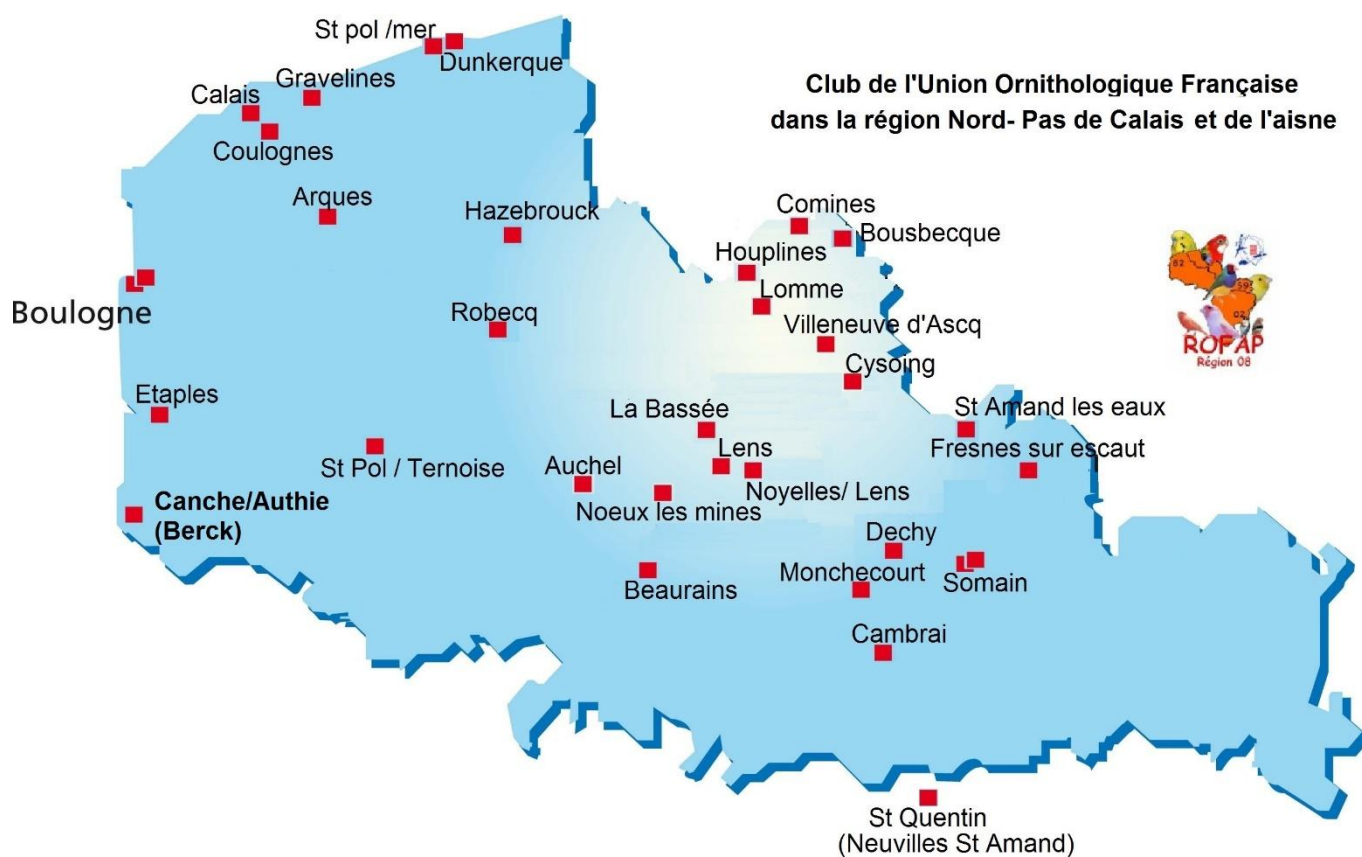 St pol /mer
Dunkerque
Gravelines
Calais
Coulognes
Club de l'Union Ornithologique Française
dans la région Nord- Pas de Calais et de l'aisne
Arques
Hazebrouck
Comines
Bousbecque
Houplines
Lomme
Boulogne
Robecq
Villeneuve d'Ascq
Cysoing
62
59
02
ROFAP
Région 08
Etaples
La Bassée
St Amand les eaux
Fresnes sur escaut
St Pol / Ternoise
Auchel
Lens
Noyelles/ Lens
Noeux les mines
Canche/Authie
(Berck)
Dechy
Monchecourt
Somain
Beaurains
Cambrai
St Quentin
(Neuvilles St Amand)